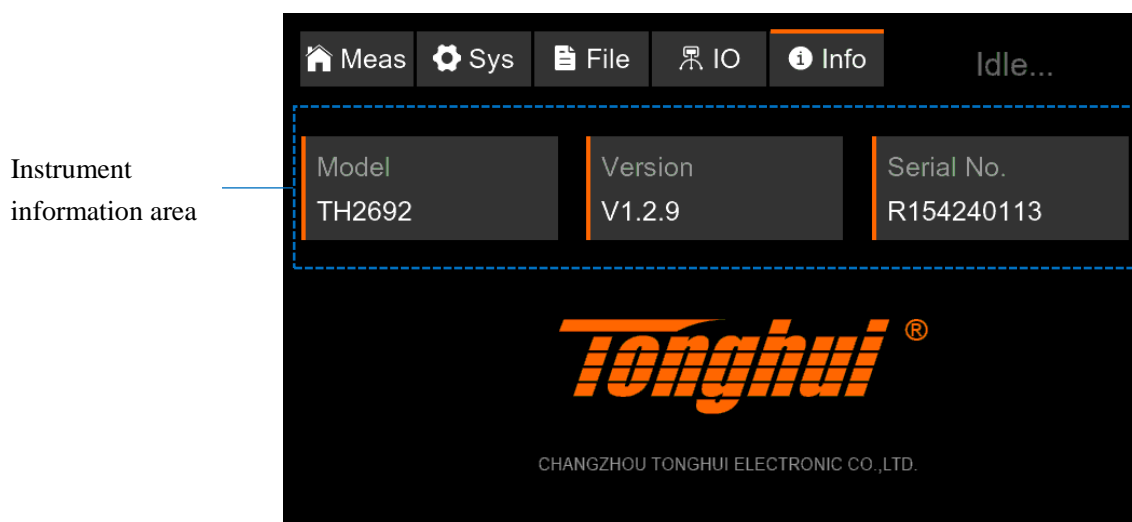 Meas Sys File IO Info Idle...
Instrument
information area
Model Version Serial No.
TH2692 V1.2.9 R154240113
Tonghui ®
CHANGZHOU TONGHUI ELECTRONIC CO.,LTD.